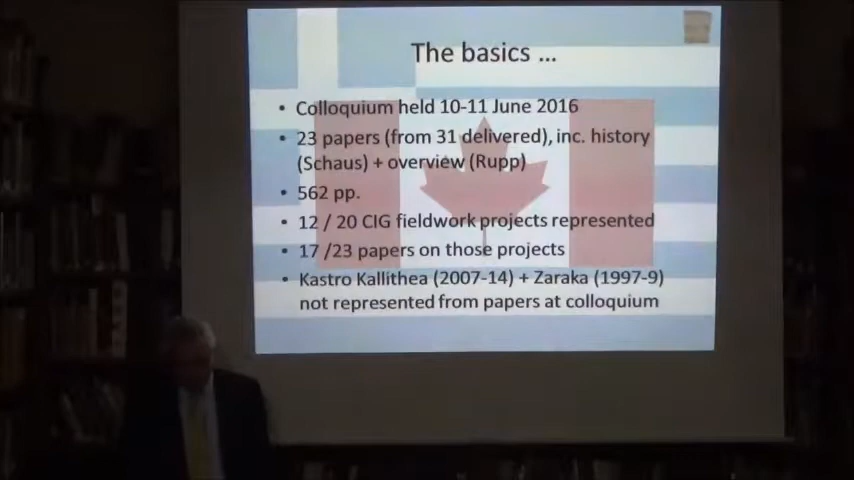 The basics ...
• Colloquium held 10-11 June 2016
• 23 papers (from 31 delivered), inc. history
(Schaus) + overview (Rupp)
• 562 pp.
• 12 / 20 CIG fieldwork projects represented
• 17 /23 papers on those projects
• Kastro Kallithea (2007-14) + Zaraka (1997-9)
not represented from papers at colloquium